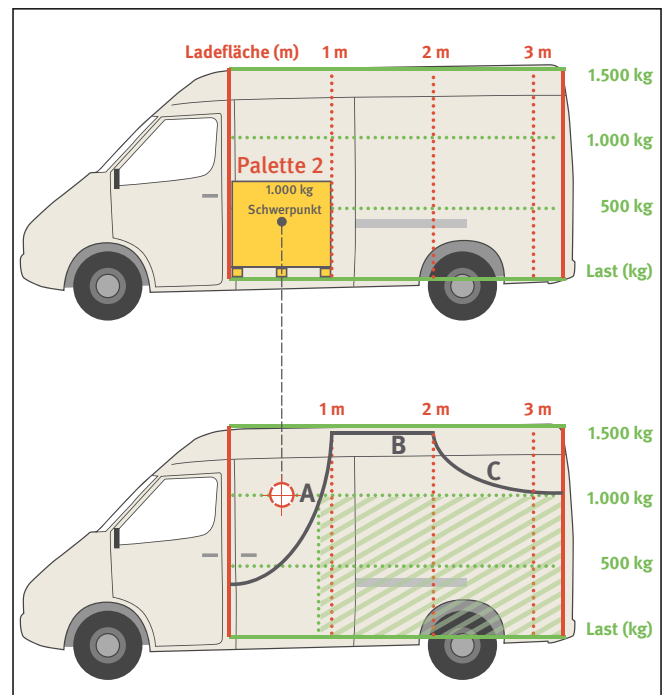 Ladefläche (m) 1 m 2 m 3 m
1.500 kg
1.000 kg
Palette 2
1.000 kg
Schwerpunkt
500 kg
Last (kg)
1 m 2 m 3 m
1.500 kg
B
C
A
1.000 kg
500 kg
Last (kg)